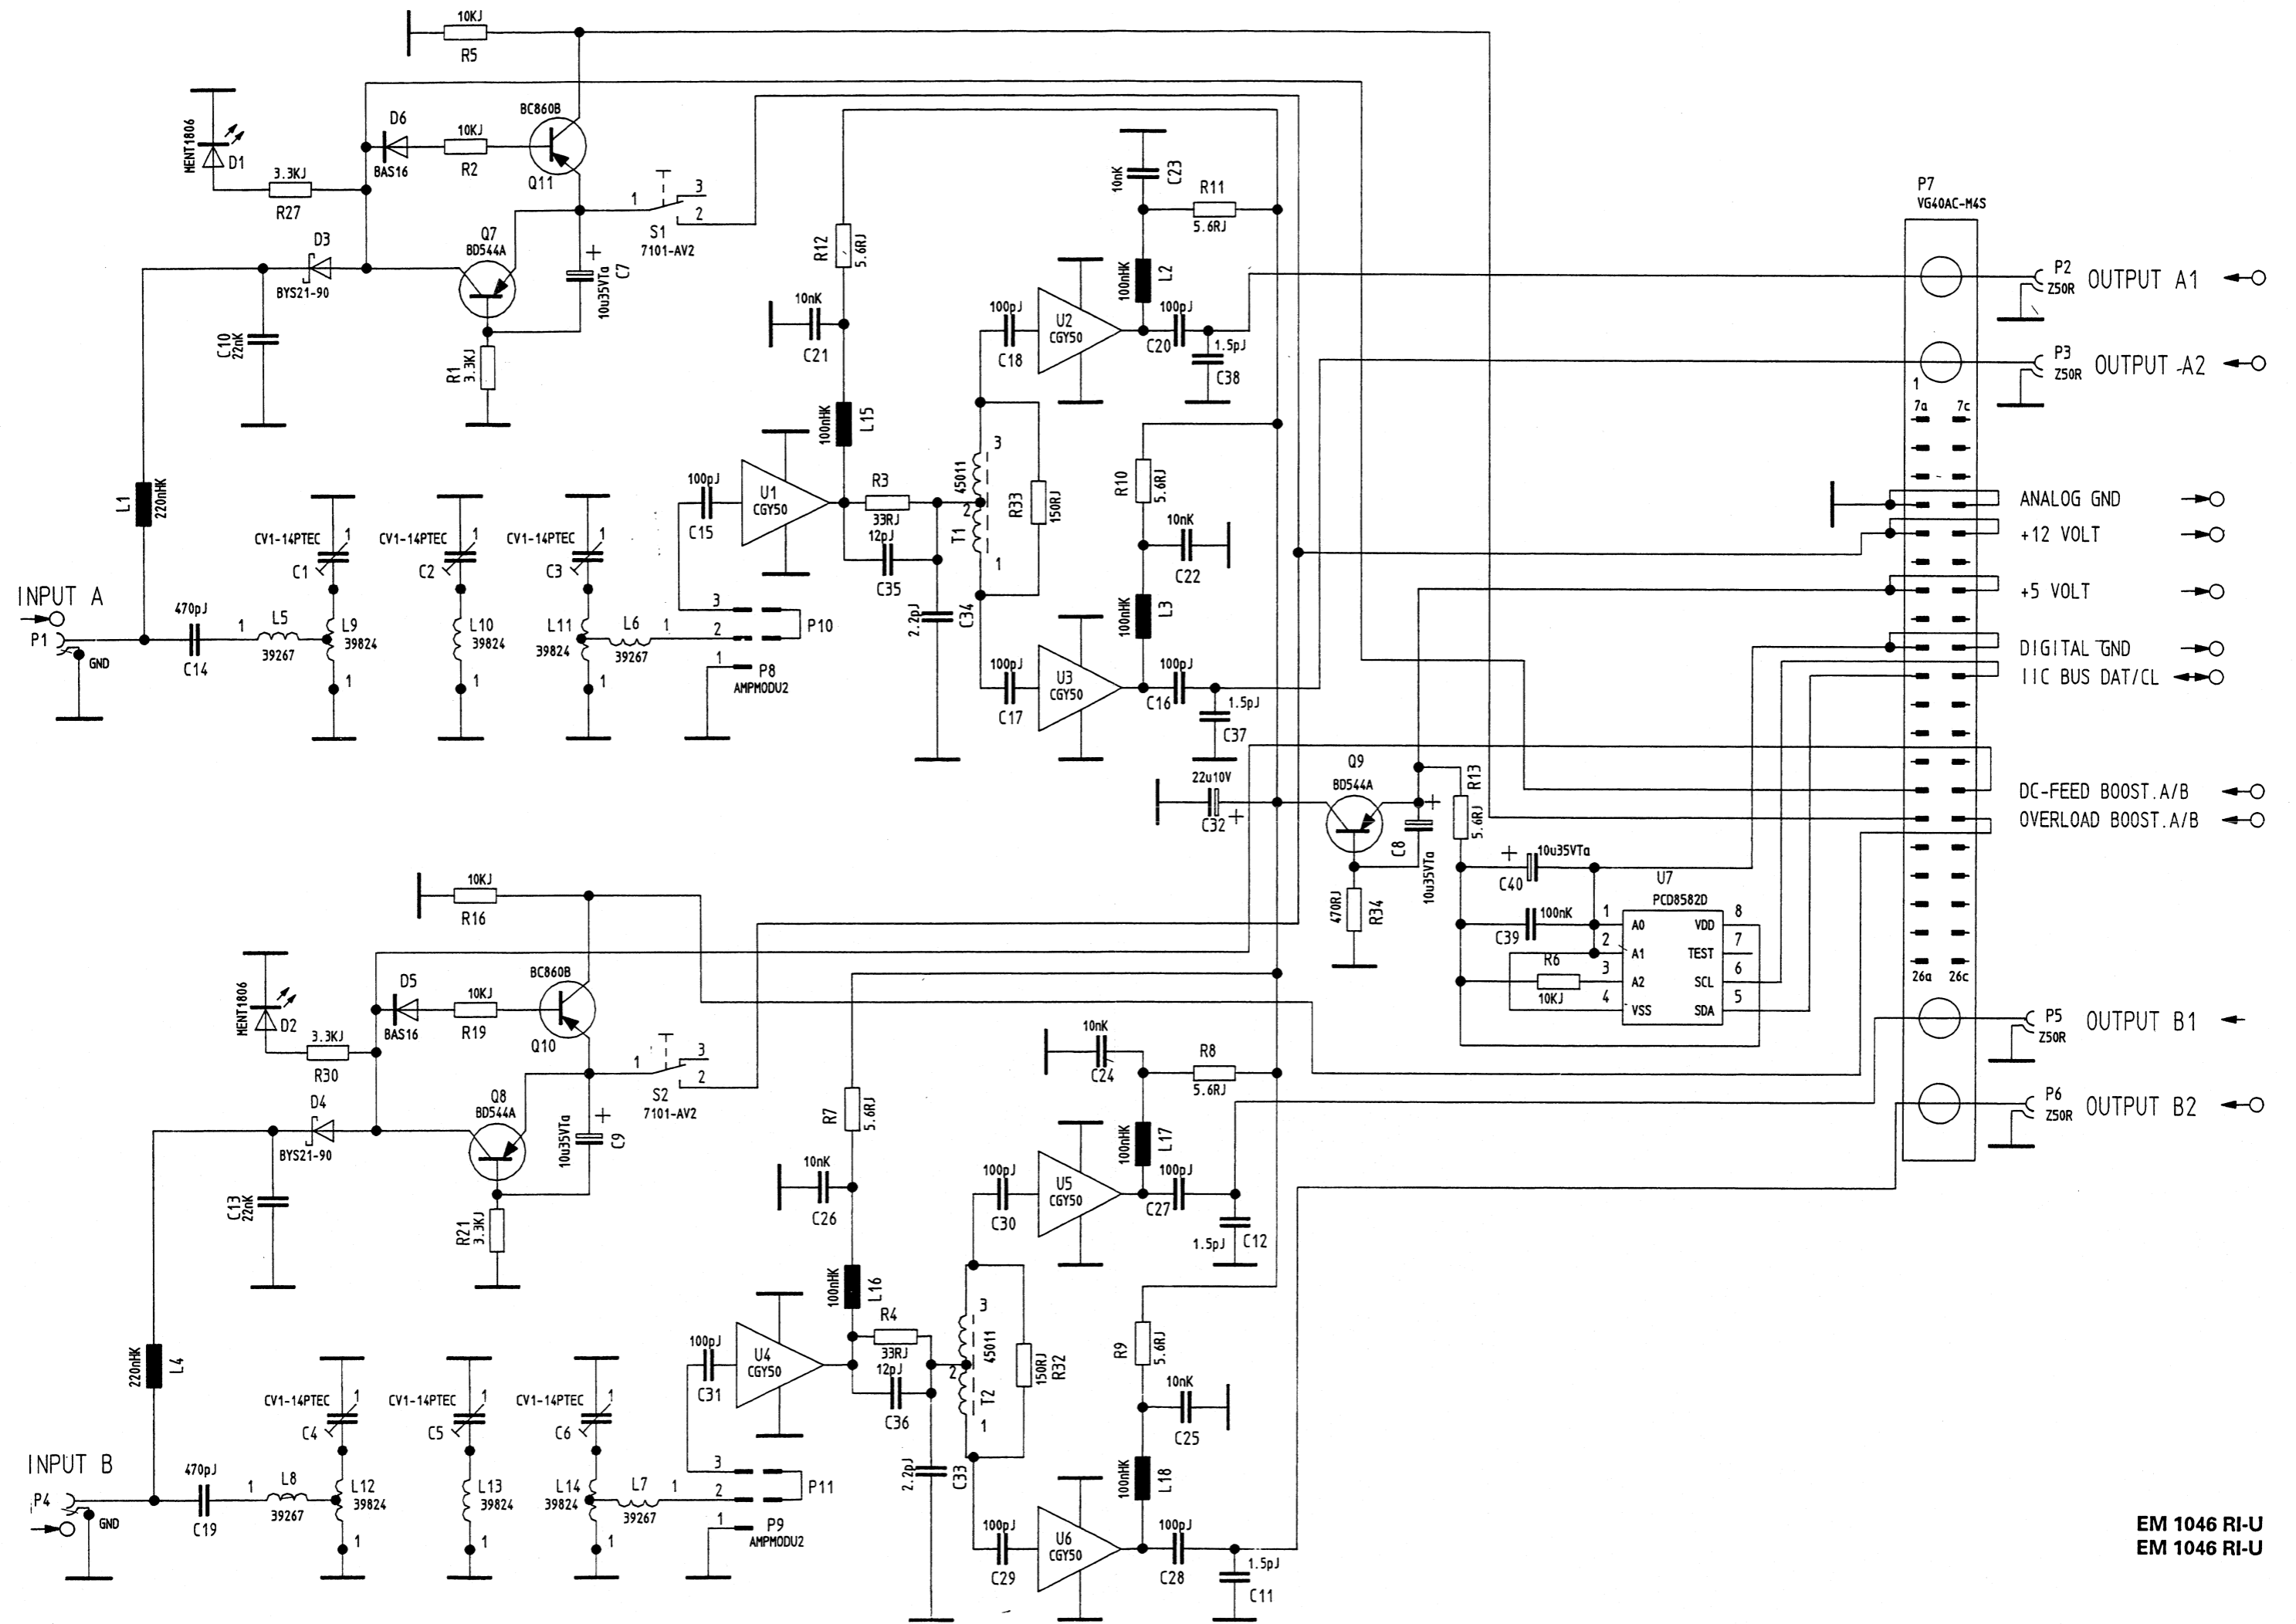 10KJ
R5
MENT1806
D1
3.3KJ
R27
D6
BAS16
10KJ
R2
BC860B
Q11
D3
BYS21-90
Q7
BD544A
+
10u35VTa
C7
1
3
2
S1
7101-AV2
C10
22nK
R1
3.3KJ
L1
220nHK
R12
5.6RJ
10nK
C21
100nHK
L15
10nK
C23
R11
5.6RJ
100nHK
L2
100pJ
C18
U2
CGY50
100pJ
C20
1.5pJ
C38
P7
VG40AC-M4S
P2
Z50R
OUTPUT A1
P3
Z50R
OUTPUT A2
1
7a
7c
ANALOG GND
+12 VOLT
+5 VOLT
DIGITAL GND
IIC BUS DAT/CL
DC-FEED BOOST.A/B
OVERLOAD BOOST.A/B
26a
26c
INPUT A
P1
GND
470pJ
C14
1
L5
39267
CV1-14PTEC
1
C1
L9
39824
1
CV1-14PTEC
1
C2
L10
39824
1
CV1-14PTEC
1
C3
L11
39824
1
L6
39267
1
3
2
1
P10
P8
AMPMODU2
100pJ
C15
U1
CGY50
R3
33RJ
12pJ
C35
2.2pJ
C34
3
45011
2
T1
1
R33
150RJ
R10
5.6RJ
10nK
C22
100nHK
L3
100pJ
C17
U3
CGY50
100pJ
C16
1.5pJ
C37
22u10V
C32
+
Q9
BD544A
+
C8
10u35VTa
R13
5.6RJ
470RJ
R34
+
10u35VTa
C40
100nK
C39
R6
10KJ
U7
PCD8582D
1
2
3
4
A0
A1
A2
VSS
VDD
TEST
SCL
SDA
8
7
6
5
10KJ
R16
MENT1806
D2
3.3KJ
R30
D5
BAS16
10KJ
R19
BC860B
Q10
D4
BYS21-90
Q8
BD544A
+
10u35VTa
C9
1
3
2
S2
7101-AV2
C13
22nK
R21
3.3KJ
220nHK
L4
R7
5.6RJ
10nK
C26
100nHK
L16
10nK
C24
R8
5.6RJ
100nHK
L17
100pJ
C30
U5
CGY50
100pJ
C27
1.5pJ
C12
P5
Z50R
OUTPUT B1
P6
Z50R
OUTPUT B2
INPUT B
P4
GND
470pJ
C19
1
L8
39267
CV1-14PTEC
1
C4
L12
39824
1
CV1-14PTEC
1
C5
L13
39824
1
CV1-14PTEC
1
C6
L14
39824
1
L7
39267
1
3
2
1
P11
P9
AMPMODU2
100pJ
C31
U4
CGY50
R4
33RJ
12pJ
C36
2.2pJ
C33
3
45011
2
T2
1
150RJ
R32
R9
5.6RJ
10nK
C25
100nHK
L18
100pJ
C29
U6
CGY50
100pJ
C28
1.5pJ
C11
EM 1046 RI-U
EM 1046 RI-U